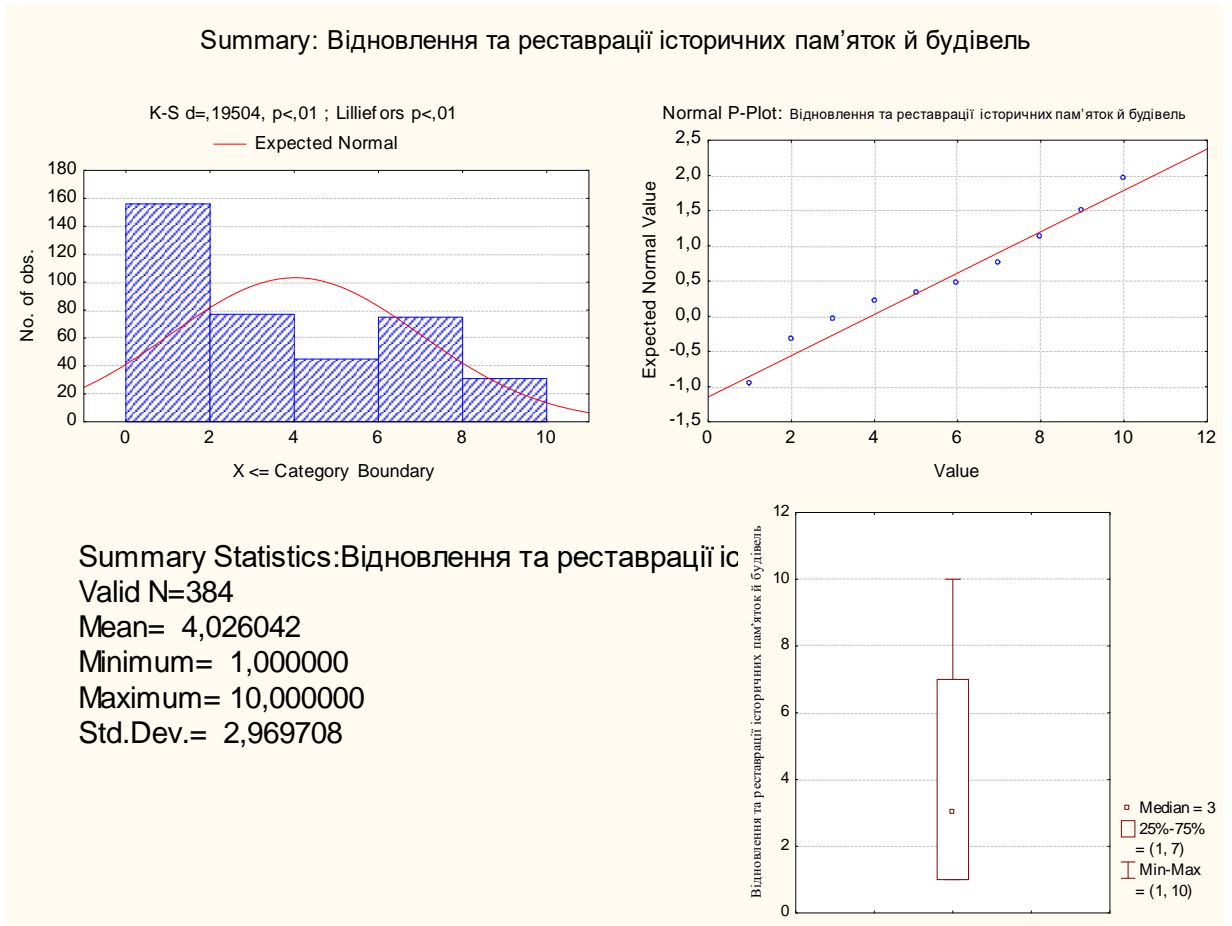 Summary: Відновлення та реставрації історичних пам’яток й будівель
K-S d=,19504, p<,01 ; Lilliefors p<,01
Expected Normal
180
160
140
120
100
80
60
40
20
0
No. of obs.
0 2 4 6 8 10
X <= Category Boundary
Normal P-Plot: Відновлення та реставрації історичних пам’яток й будівель
2,5
2,0
1,5
1,0
0,5
0,0
-0,5
-1,0
-1,5
Expected Normal Value
0 2 4 6 8 10 12
Value
Summary Statistics:Відновлення та реставрації іс
Valid N=384
Mean= 4,026042
Minimum= 1,000000
Maximum= 10,000000
Std.Dev.= 2,969708
12
10
8
6
4
2
0
Відновлення та реставрації історичних пам’яток й будівель
Median = 3
25%-75%
= (1, 7)
Min-Max
= (1, 10)